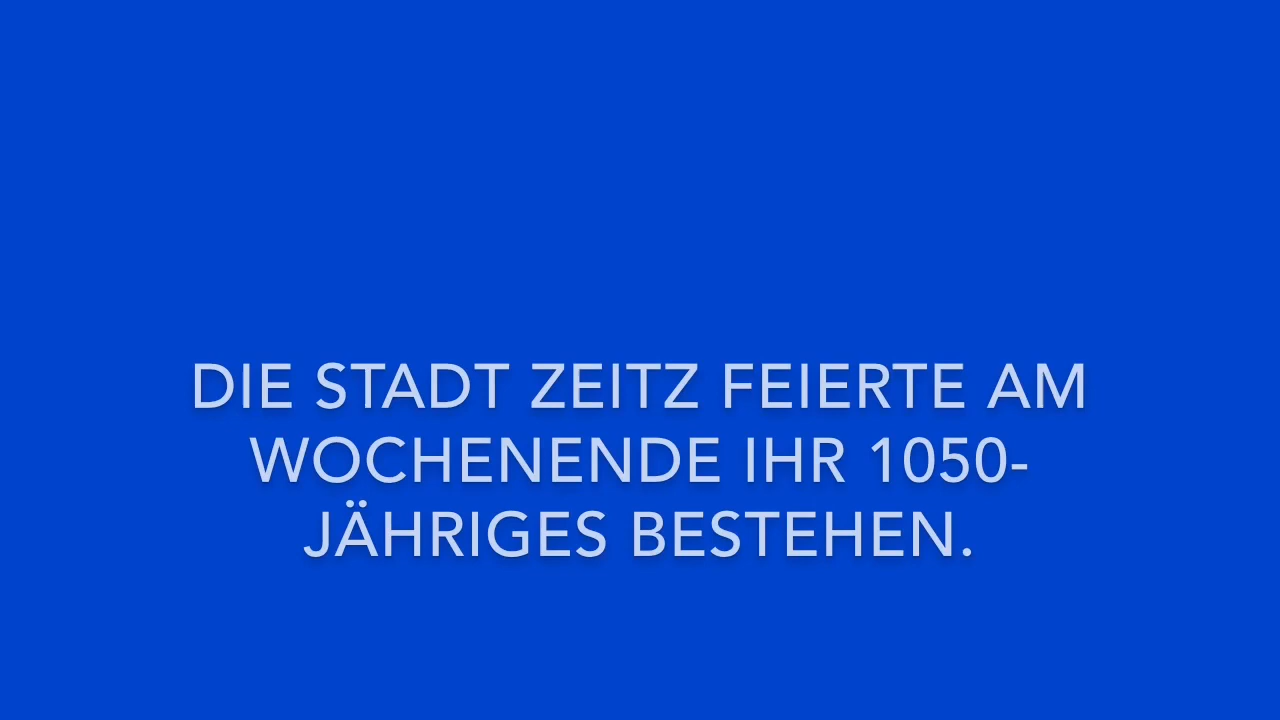 DIE STADT ZEITZ FEIERTE AM
WOCHENENDE IHR 1050-
JÄHRIGES BESTEHEN.